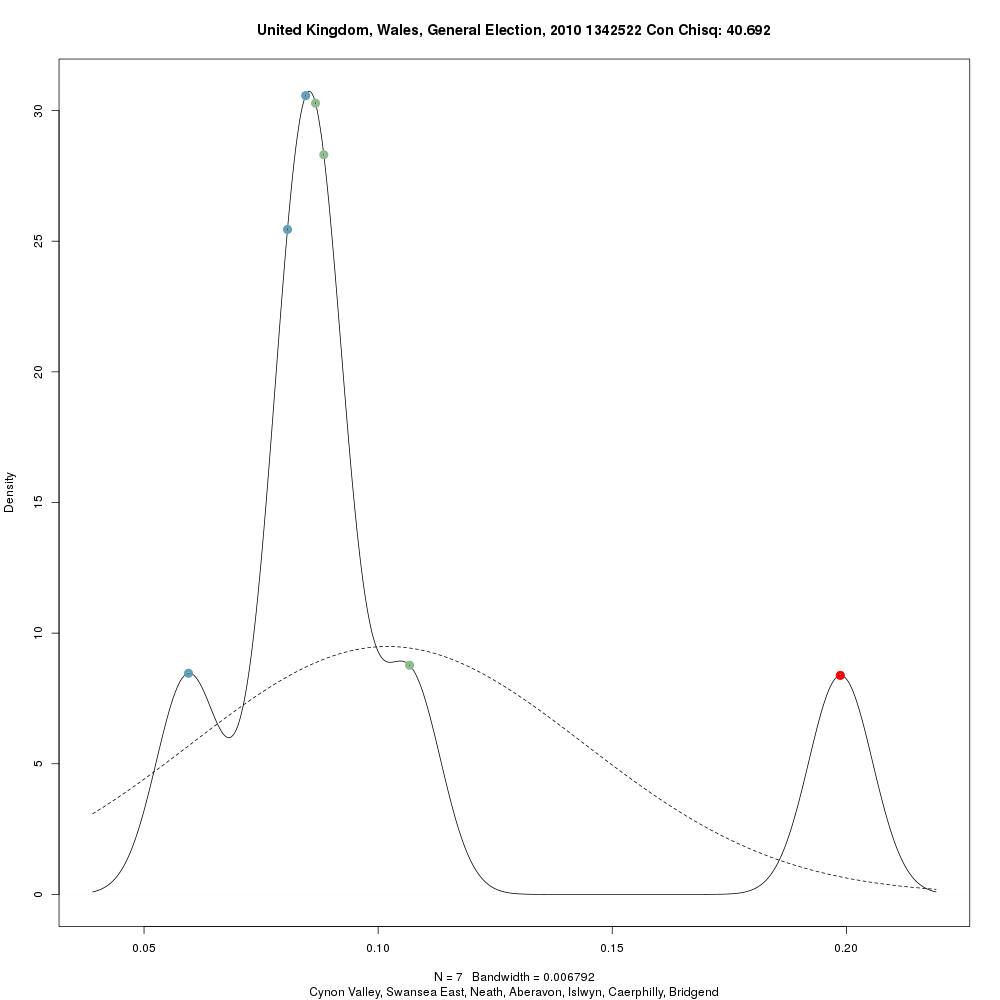 United Kingdom, Wales, General Election, 2010 1342522 Con Chisq: 40.692
Density
30
25
20
15
10
5
0
0.05 0.10 0.15 0.20
N = 7 Bandwidth = 0.006792
Cynon Valley, Swansea East, Neath, Aberavon, Islwyn, Caerphilly, Bridgend